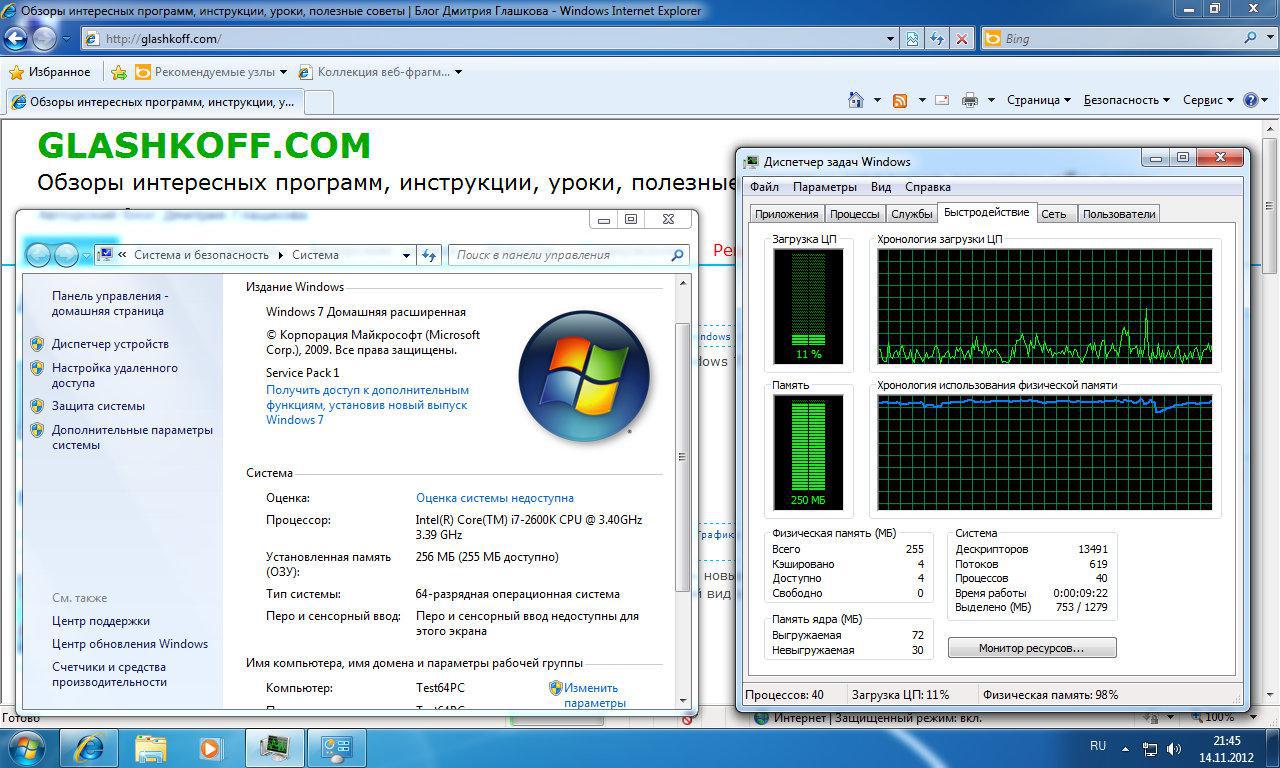 Обзоры интересных программ, инструкции, уроки, полезные советы | Блог Дмитрия Глашкова - Windows Internet Explorer
http://glashkoff.com/
Bing
Избранное
Рекомендуемые узлы
Коллекция веб-фрагм...
Обзоры интересных программ, инструкции, у...
Страница
Безопасность
Сервис
GLASHKOFF.COM
Обзоры интересных программ, инструкции, уроки, полезные
« Система и безопасность
Система
Поиск в панели управления
Панель управления -
домашняя страница
Диспетчер устройств
Настройка удаленного
доступа
Защита системы
Дополнительные параметры
системы
См. также
Центр поддержки
Центр обновления Windows
Счетчики и средства
производительности
Издание Windows
Windows 7 Домашняя расширенная
© Корпорация Майкрософт (Microsoft
Corp.), 2009. Все права защищены.
Service Pack 1
Получить доступ к дополнительным
функциям, установив новый выпуск
Windows 7
Система
Оценка:
Оценка системы недоступна
Процессор:
Intel(R) Core(TM) i7-2600K CPU @ 3.40GHz
3.39 GHz
Установленная память
(ОЗУ):
256 МБ (255 МБ доступно)
Тип системы:
64-разрядная операционная система
Перо и сенсорный ввод:
Перо и сенсорный ввод недоступны для
этого экрана
Имя компьютера, имя домена и параметры рабочей группы
Компьютер:
Test64PC
Изменить
параметры
Диспетчер задач Windows
Файл
Параметры
Вид
Справка
Приложения
Процессы
Службы
Быстродействие
Сеть
Пользователи
Загрузка ЦП
11 %
Хронология загрузки ЦП
Память
250 МБ
Хронология использования физической памяти
Физическая память (МБ)
Всего 255
Кэшировано 4
Доступно 4
Свободно 0
Память ядра (МБ)
Выгружаемая 72
Невыгружаемая 30
Система
Дескрипторов 13491
Потоков 619
Процессов 40
Время работы 0:00:09:22
Выделено (МБ) 753 / 1279
Монитор ресурсов...
Процессов: 40
Загрузка ЦП: 11%
Физическая память: 98%
Готово
Интернет | Защищенный режим: вкл.
100%
RU
21:45
14.11.2012